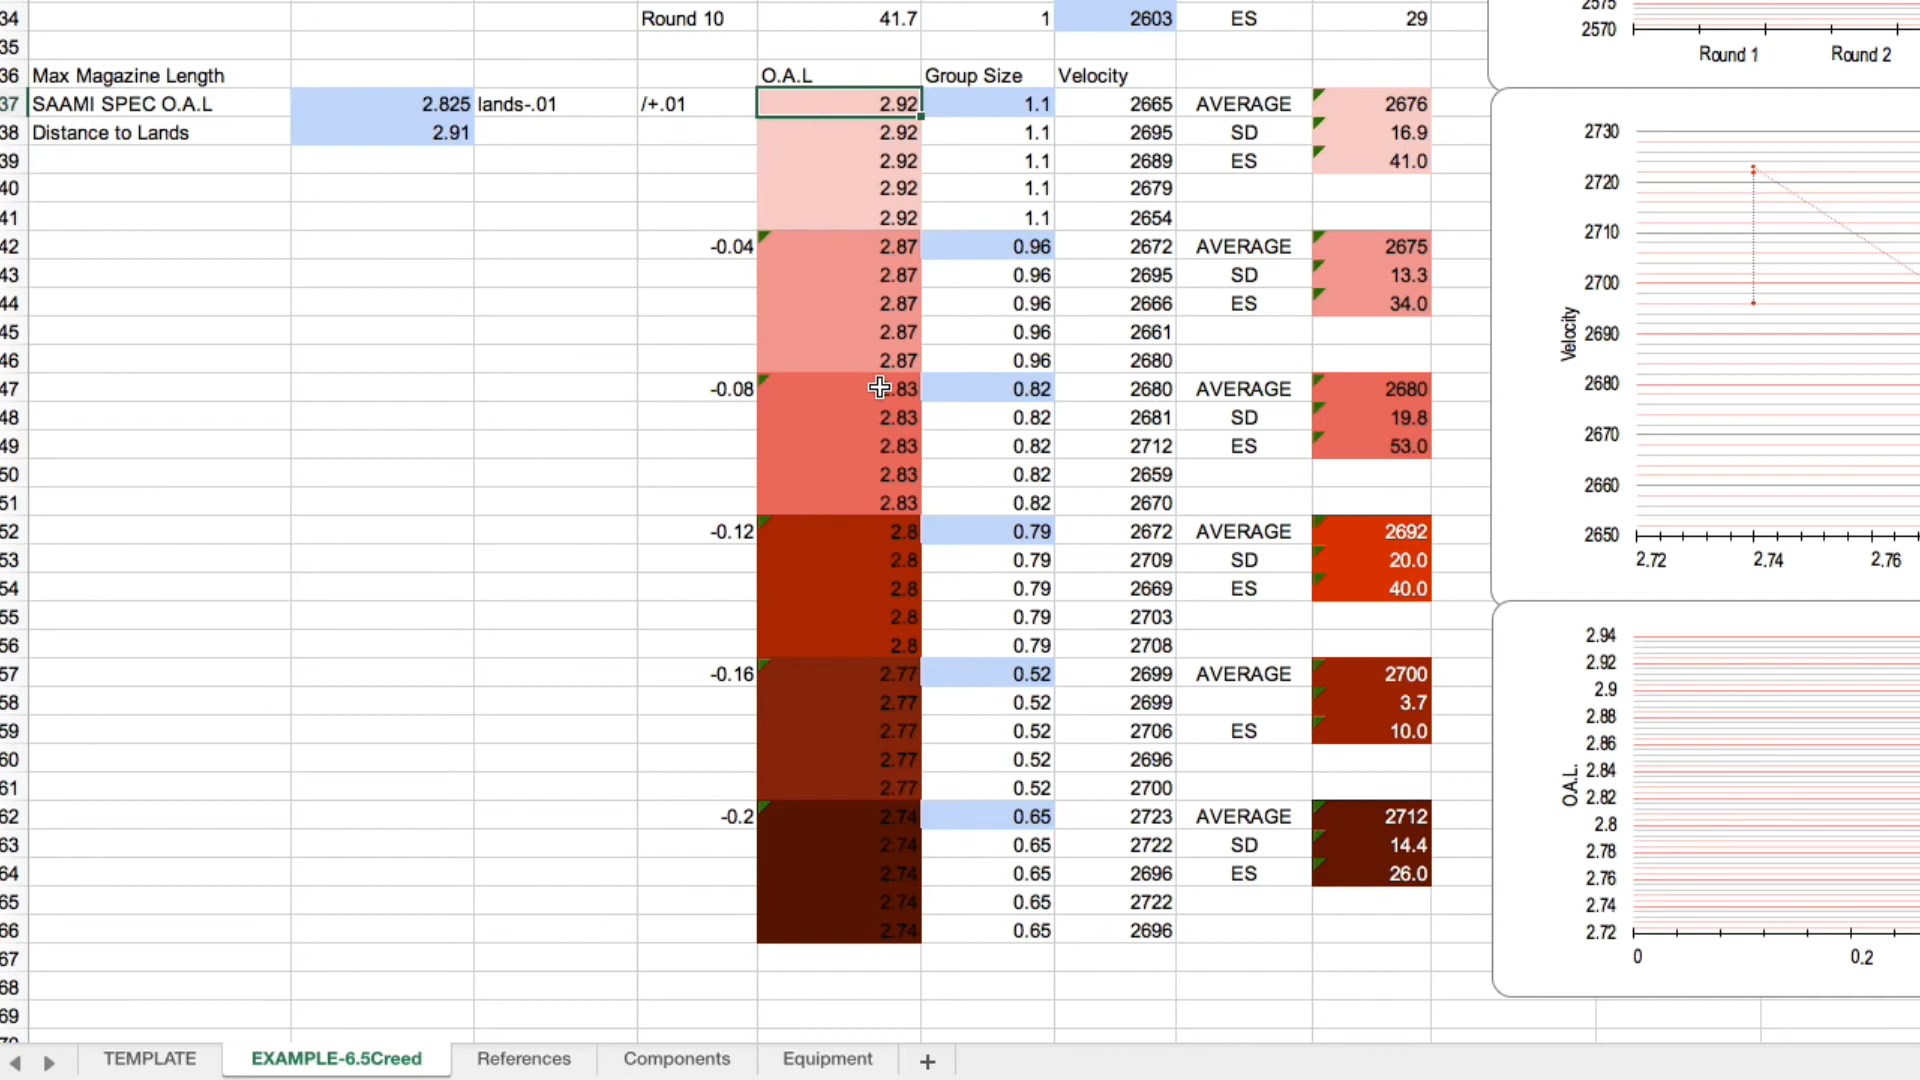 34 Round 10 41.7 1 2603 ES 29
35
36 Max Magazine Length O.A.L Group Size Velocity
37 SAAMI SPEC O.A.L 2.825 lands-.01 /+.01 2.92 1.1 2665 AVERAGE 2676
38 Distance to Lands 2.91 2.92 1.1 2695 SD 16.9
39 2.92 1.1 2689 ES 41.0
40 2.92 1.1 2679
41 2.92 1.1 2654
42 -0.04 2.87 0.96 2672 AVERAGE 2675
43 2.87 0.96 2695 SD 13.3
44 2.87 0.96 2666 ES 34.0
45 2.87 0.96 2661
46 2.87 0.96 2680
47 -0.08 .83 0.82 2680 AVERAGE 2680
48 2.83 0.82 2681 SD 19.8
49 2.83 0.82 2712 ES 53.0
50 2.83 0.82 2659
51 2.83 0.82 2670
52 -0.12 2.8 0.79 2672 AVERAGE 2692
53 2.8 0.79 2709 SD 20.0
54 2.8 0.79 2669 ES 40.0
55 2.8 0.79 2703
56 2.8 0.79 2708
57 -0.16 2.77 0.52 2699 AVERAGE 2700
58 2.77 0.52 2699 3.7
59 2.77 0.52 2706 ES 10.0
60 2.77 0.52 2696
61 2.77 0.52 2700
62 -0.2 2.74 0.65 2723 AVERAGE 2712
63 2.74 0.65 2722 SD 14.4
64 2.74 0.65 2696 ES 26.0
65 2.74 0.65 2722
66 2.74 0.65 2696
67
68
69
2575
2570
Round 1 Round 2
2730
2720
2710
2700
2690
2680
2670
2660
2650
Velocity
2.72 2.74 2.76
2.94
2.92
2.9
2.88
2.86
2.84
2.82
2.8
2.78
2.76
2.74
2.72
O.A.L.
0 0.2
TEMPLATE EXAMPLE-6.5Creed References Components Equipment +